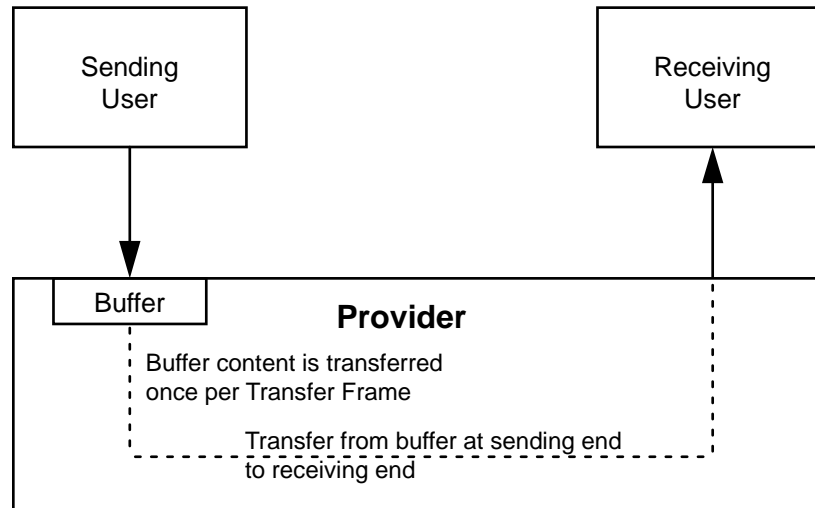 Sending
User
Receiving
User
Buffer
Provider
Buffer content is transferred
once per Transfer Frame
Transfer from buffer at sending end
to receiving end